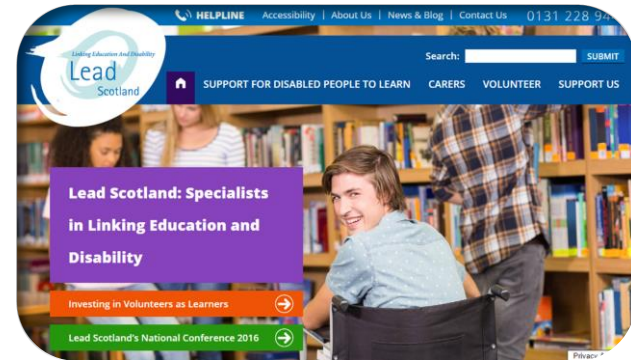 HELPLINE Accessibility | About Us | News & Blog | Contact Us 0131 228 94
Linking Education And Disability
Lead
Scotland
Search: SUBMIT
SUPPORT FOR DISABLED PEOPLE TO LEARN CARERS VOLUNTEER SUPPORT US
Lead Scotland: Specialists
in Linking Education and
Disability
Investing in Volunteers as Learners
Lead Scotland's National Conference 2016
Privacy